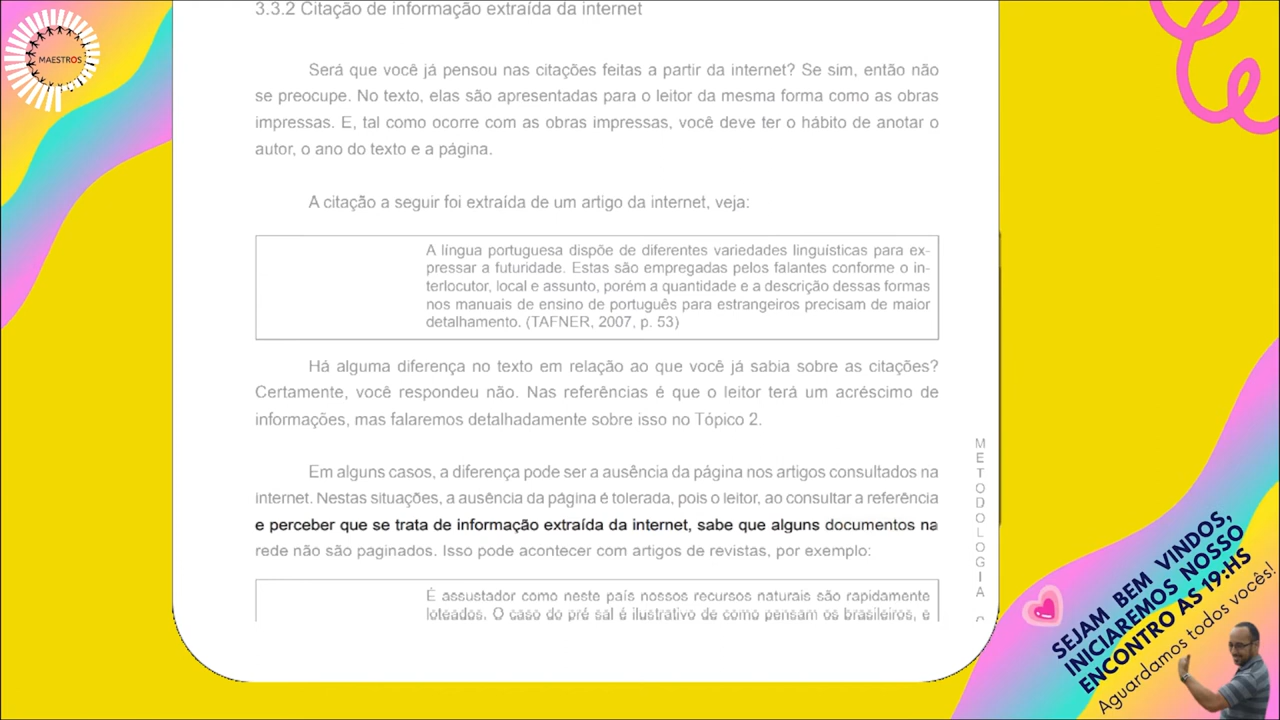 MAESTROS
3.3.2 Citação de informação extraída da internet
Será que você já pensou nas citações feitas a partir da internet? Se sim, então não
se preocupe. No texto, elas são apresentadas para o leitor da mesma forma como as obras
impressas. E, tal como ocorre com as obras impressas, você deve ter o hábito de anotar o
autor, o ano do texto e a página.
A citação a seguir foi extraída de um artigo da internet, veja:
A língua portuguesa dispõe de diferentes variedades linguísticas para ex-
pressar a futuridade. Estas são empregadas pelos falantes conforme o in-
terlocutor, local e assunto, porém a quantidade e a descrição dessas formas
nos manuais de ensino de português para estrangeiros precisam de maior
detalhamento. (TAFNER, 2007, p. 53)
Há alguma diferença no texto em relação ao que você já sabia sobre as citações?
Certamente, você respondeu não. Nas referências é que o leitor terá um acréscimo de
informações, mas falaremos detalhadamente sobre isso no Tópico 2.
Em alguns casos, a diferença pode ser a ausência da página nos artigos consultados na
internet. Nestas situações, a ausência da página é tolerada, pois o leitor, ao consultar a referência
e perceber que se trata de informação extraída da internet, sabe que alguns documentos na
rede não são paginados. Isso pode acontecer com artigos de revistas, por exemplo:
É assustador como neste país nossos recursos naturais são rapidamente
loteados. O caso do pré sal é ilustrativo de como pensam os brasileiros, e
METODOLOGIA
SEJAM BEM VINDOS,
INICIAREMOS NOSSO
ENCONTRO AS 19:HS
Aguardamos todos vocês!